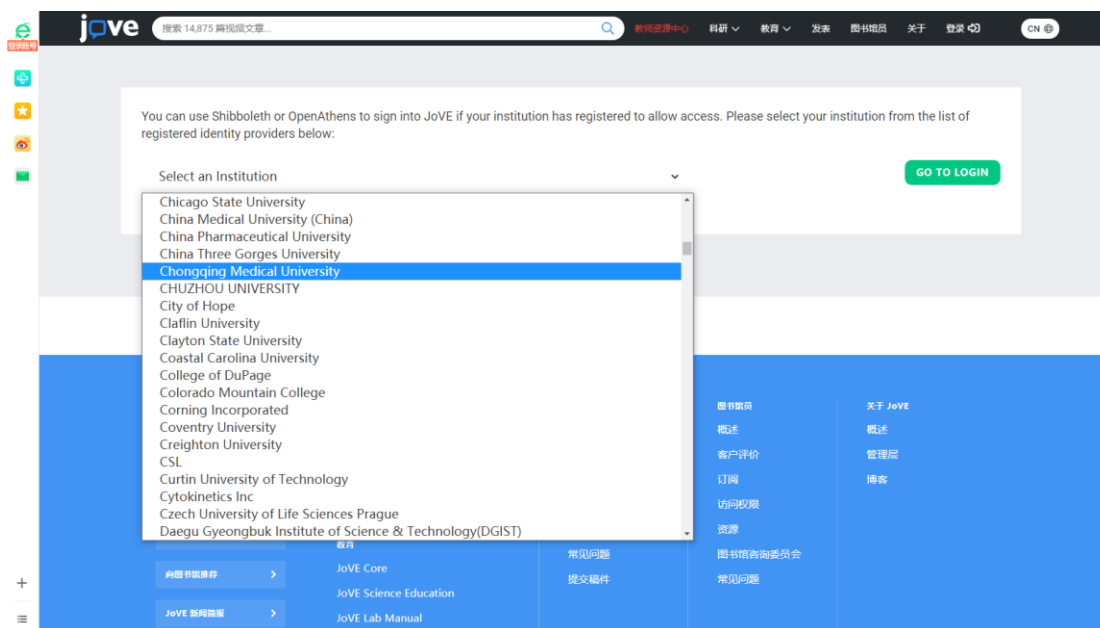 登录账号
jove
搜索 14,875 篇视频文章...
教师资源中心
科研
教育
发表
图书馆员
关于
登录
CN
You can use Shibboleth or OpenAthens to sign into JoVE if your institution has registered to allow access. Please select your institution from the list of
registered identity providers below:
Select an Institution
GO TO LOGIN
Chicago State University
China Medical University (China)
China Pharmaceutical University
China Three Gorges University
Chongqing Medical University
CHUZHOU UNIVERSITY
City of Hope
Claflin University
Clayton State University
Coastal Carolina University
College of DuPage
Colorado Mountain College
Corning Incorporated
Coventry University
Creighton University
CSL
Curtin University of Technology
Cytokinetics Inc
Czech University of Life Sciences Prague
Daegu Gyeongbuk Institute of Science & Technology(DGIST)
向图书馆推荐
JoVE 新闻简报
教育
JoVE Core
JoVE Science Education
JoVE Lab Manual
常见问题
提交稿件
图书馆员
概述
客户评价
订阅
访问权限
资源
图书馆咨询委员会
常见问题
关于 JoVE
概述
管理层
博客